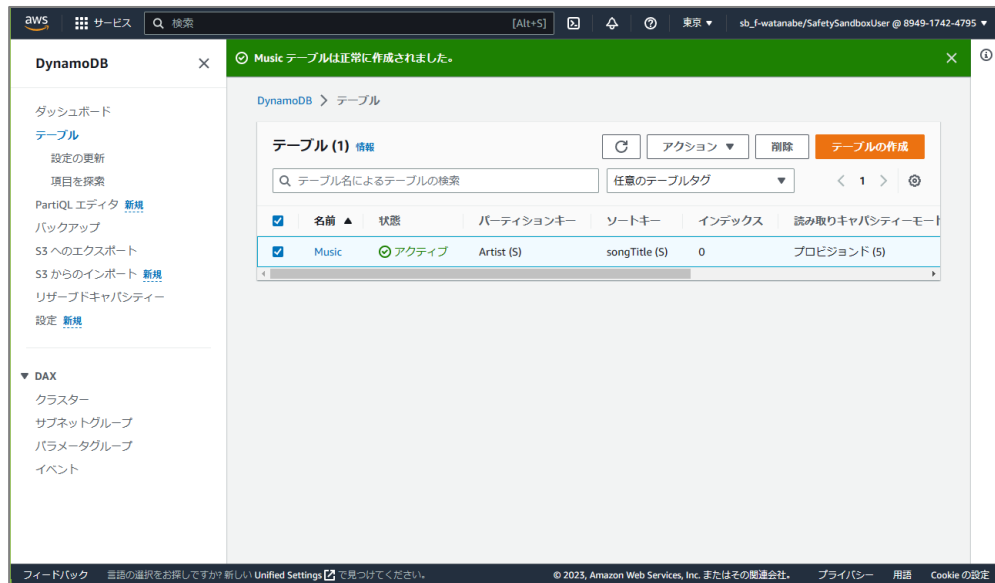 aws サービス 検索 [Alt+S] 東京 ▼ sb_f-watanabe/SafetySandboxUser @ 8949-1742-4795 ▼
DynamoDB
ダッシュボード
テーブル
設定の更新
項目を探索
PartiQL エディタ 新規
バックアップ
S3 へのエクスポート
S3 からのインポート 新規
リザーブドキャパシティー
設定 新規
▼ DAX
クラスター
サブネットグループ
パラメータグループ
イベント
Music テーブルは正常に作成されました。
DynamoDB > テーブル
テーブル (1) 情報 アクション ▼ 削除 テーブルの作成
テーブル名によるテーブルの検索 任意のテーブルタグ ▼ < 1 >
名前 ▲ 状態 パーティションキー ソートキー インデックス 読み取りキャパシティーモー
Music アクティブ Artist (S) songTitle (S) 0 プロビジョンド (5)
フィードバック 言語の選択をお探しですか? 新しい Unified Settings で見つけてください。 © 2023, Amazon Web Services, Inc. またはその関連会社。 プライバシー 用語 Cookie の設定